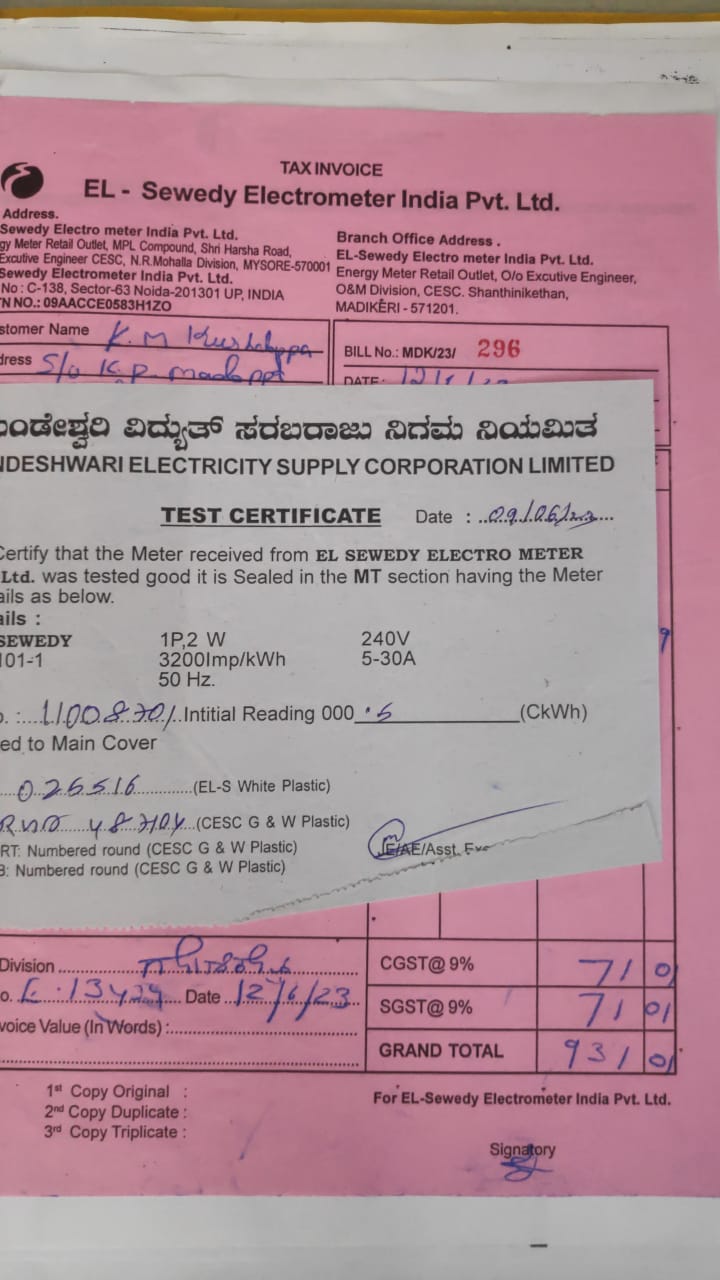 TAX INVOICE
EL - Sewedy Electrometer India Pvt. Ltd.
Address.
Sewedy Electro meter India Pvt. Ltd.
gy Meter Retail Outlet, MPL Compound, Shri Harsha Road,
Excutive Engineer CESC, N.R.Mohalla Division, MYSORE-570001
Sewedy Electrometer India Pvt. Ltd.
No : C-138, Sector-63 Noida-201301 UP, INDIA
TN NO.: 09AACCE0583H1ZO
Branch Office Address .
EL-Sewedy Electro meter India Pvt. Ltd.
Energy Meter Retail Outlet, O/o Excutive Engineer,
O&M Division, CESC. Shanthinikethan,
MADIKERI - 571201.
stomer Name K. M Kushalappa
dress S/o K.P.
BILL No.: MDK/23/ 296
DATE:
ಂಡೇಶ್ವರಿ ವಿದ್ಯುತ್ ಸರಬರಾಜು ನಿಗಮ ನಿಯಮಿತ
NDESHWARI ELECTRICITY SUPPLY CORPORATION LIMITED
TEST CERTIFICATE Date : ..09/06/23...
Certify that the Meter received from EL SEWEDY ELECTRO METER
Ltd. was tested good it is Sealed in the MT section having the Meter
ails as below.
ails :
SEWEDY 1P,2 W 240V
101-1 3200Imp/kWh 5-30A
50 Hz.
o. :....1100870/..Intitial Reading 000 .5 (CkWh)
ed to Main Cover
...026516............(EL-S White Plastic)
48704...(CESC G & W Plastic)
RT: Numbered round (CESC G & W Plastic)
B: Numbered round (CESC G & W Plastic)
JE/AE/Asst. Exe
Division
o. E.13429.... Date ..12/6/23
voice Value (In Words) :
CGST@ 9% 71 01
SGST@ 9% 71 01
GRAND TOTAL 931 01
1st Copy Original :
2nd Copy Duplicate :
3rd Copy Triplicate :
For EL-Sewedy Electrometer India Pvt. Ltd.
Signatory